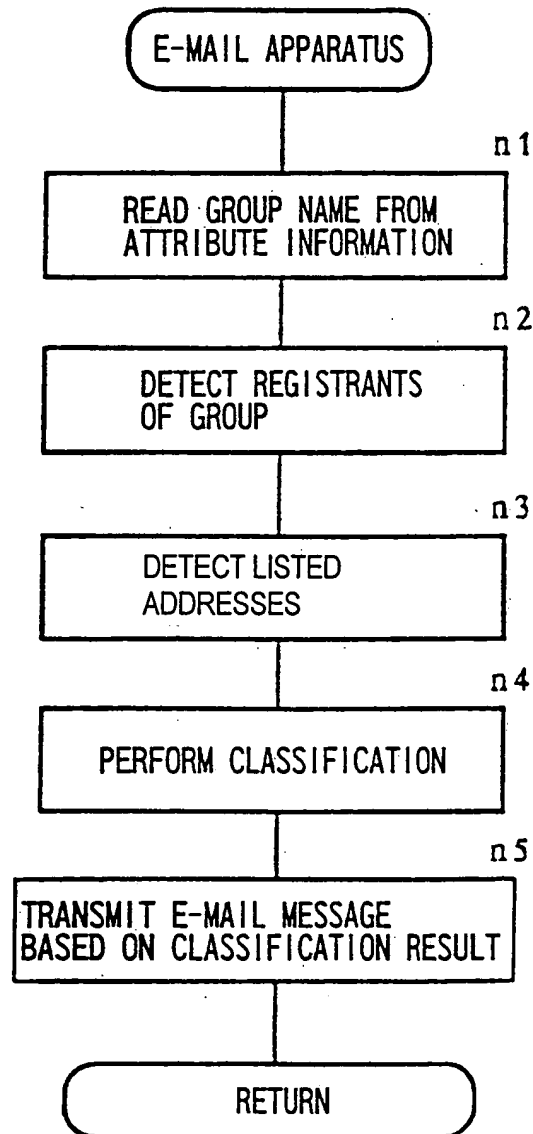 E-MAIL APPARATUS
n1
READ GROUP NAME FROM
ATTRIBUTE INFORMATION
n2
DETECT REGISTRANTS
OF GROUP
n3
DETECT LISTED
ADDRESSES
n4
PERFORM CLASSIFICATION
n5
TRANSMIT E-MAIL MESSAGE
BASED ON CLASSIFICATION RESULT
RETURN